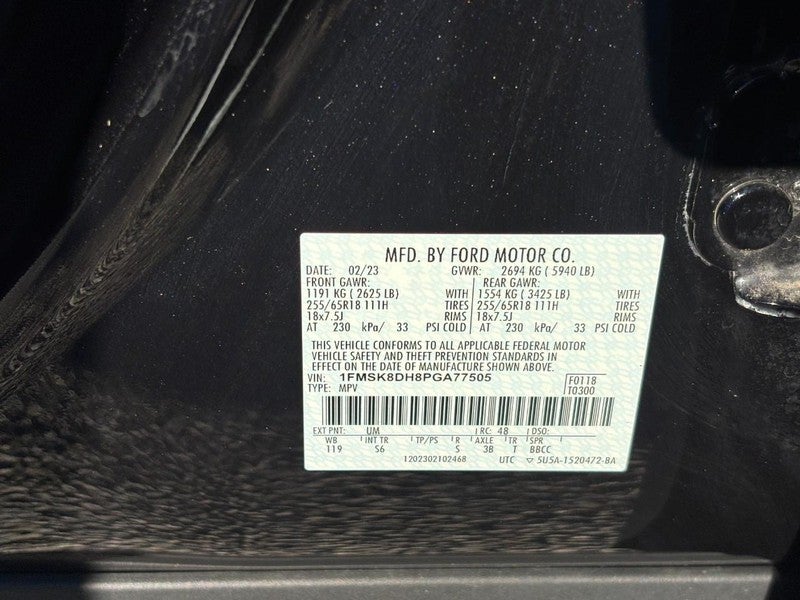 MFD. BY FORD MOTOR CO.
DATE: 02/23 GVWR: 2694 KG ( 5940 LB)
FRONT GAWR: REAR GAWR:
1191 KG ( 2625 LB) WITH 1554 KG ( 3425 LB) WITH
255/65R18 111H TIRES 255/65R18 111H TIRES
18x7.5J RIMS 18x7.5J RIMS
AT 230 kPa/ 33 PSI COLD AT 230 kPa/ 33 PSI COLD
THIS VEHICLE CONFORMS TO ALL APPLICABLE FEDERAL MOTOR
VEHICLE SAFETY AND THEFT PREVENTION STANDARDS IN
EFFECT ON THE DATE OF MANUFACTURE SHOWN ABOVE.
VIN: 1FMSK8DH8PGA77505 F0118
TYPE: MPV T0300
EXT PNT: UM RC: 48 DSO:
WB INT TR TP/PS R AXLE TR SPR
119 S6 S 3B T BBCC
1202302102468 UTC ▽ 5U5A-1520472-BA